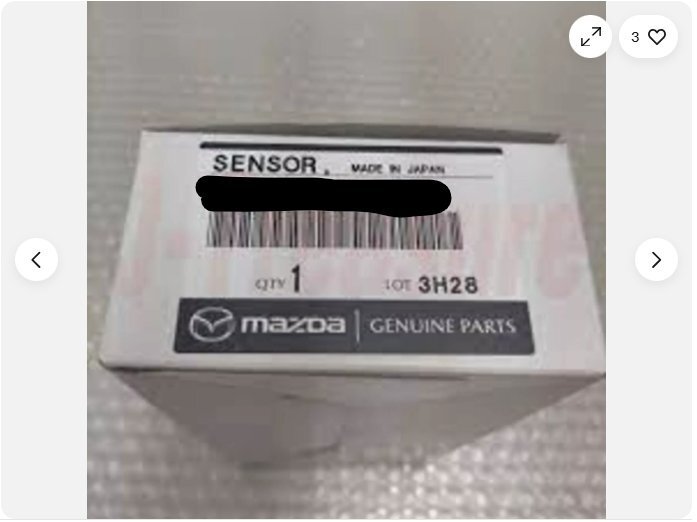 3
SENSOR, MADE IN JAPAN
QTY 1 LOT 3H28
mazda GENUINE PARTS